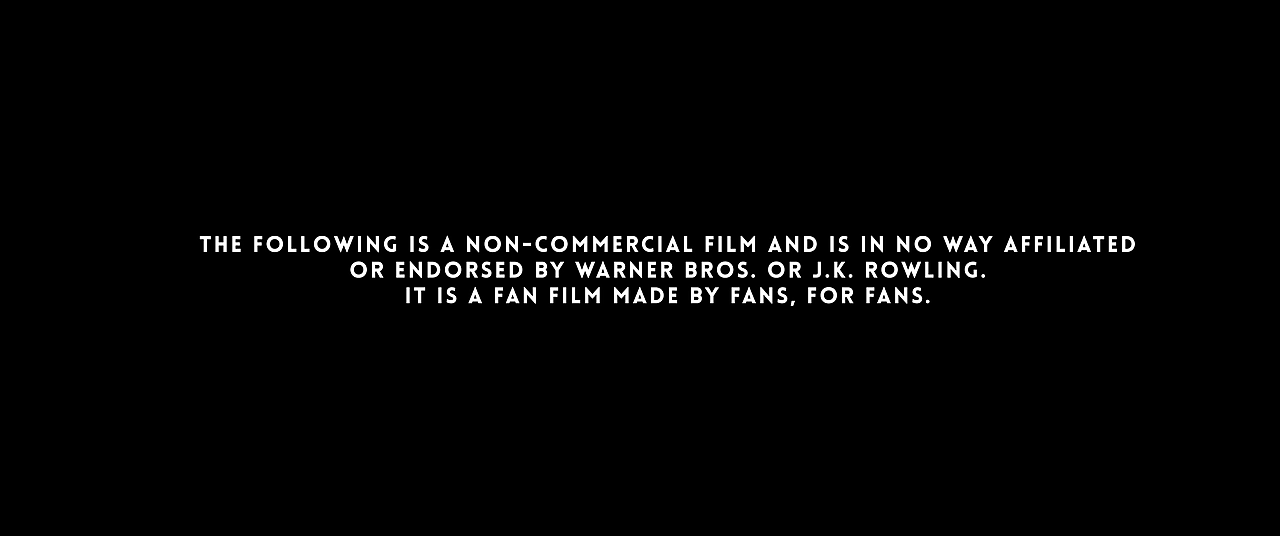 THE FOLLOWING IS A NON-COMMERCIAL FILM AND IS IN NO WAY AFFILIATED
OR ENDORSED BY WARNER BROS. OR J.K. ROWLING.
IT IS A FAN FILM MADE BY FANS, FOR FANS.